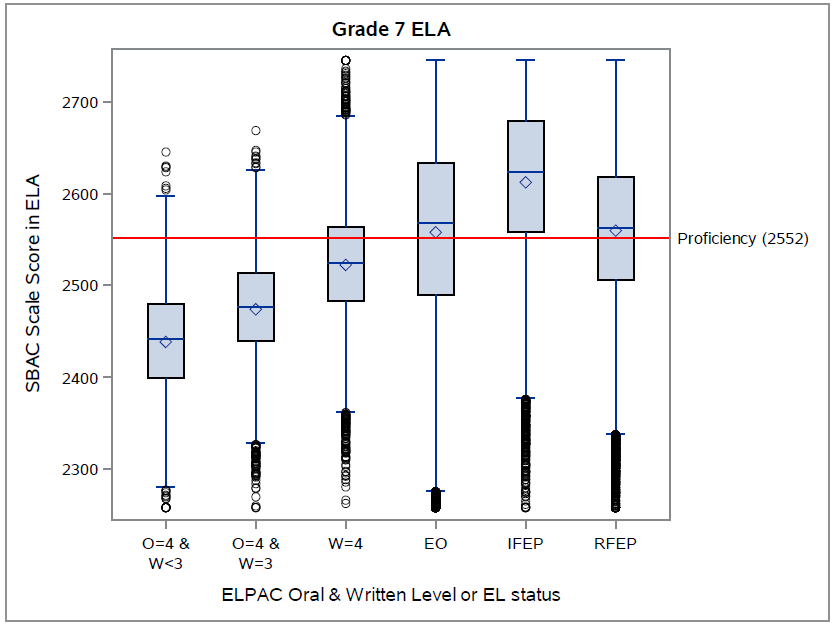 Grade 7 ELA
SBAC Scale Score in ELA
2700
2600
2500
2400
2300
Proficiency (2552)
O=4 &
W<3
O=4 &
W=3
W=4
EO
IFEP
RFEP
ELPAC Oral & Written Level or EL status